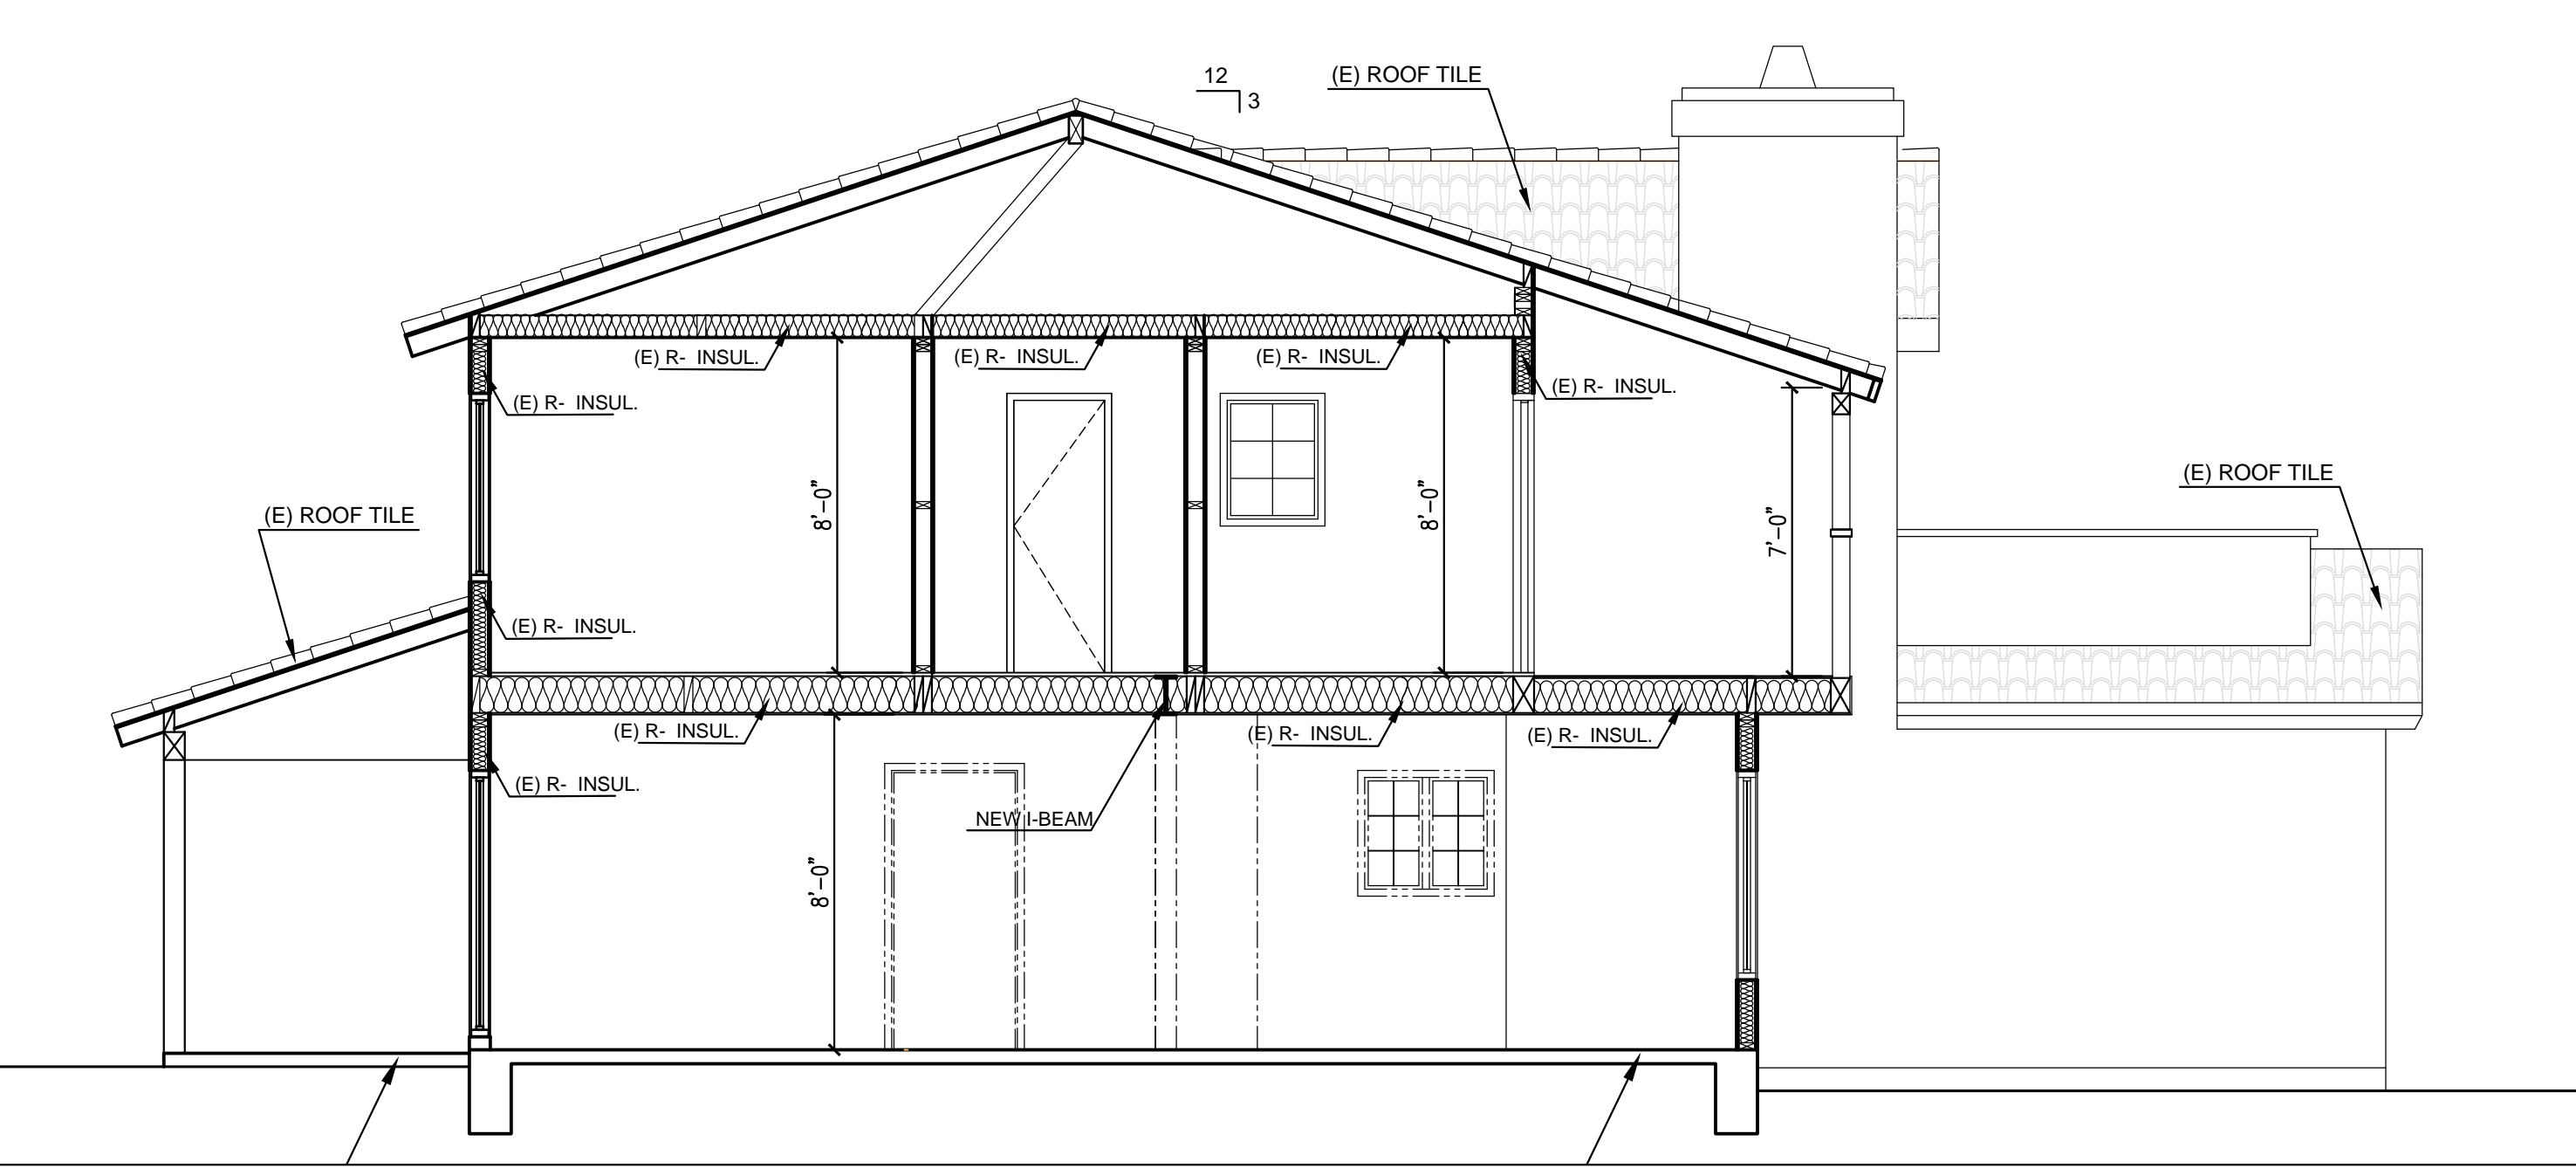 12
3
(E) ROOF TILE
(E) R- INSUL.
(E) R- INSUL.
(E) R- INSUL.
(E) R- INSUL.
(E) R- INSUL.
(E) ROOF TILE
8'-0"
8'-0"
7'-0"
(E) ROOF TILE
(E) R- INSUL.
(E) R- INSUL.
(E) R- INSUL.
(E) R- INSUL.
(E) R- INSUL.
NEW I-BEAM
8'-0"